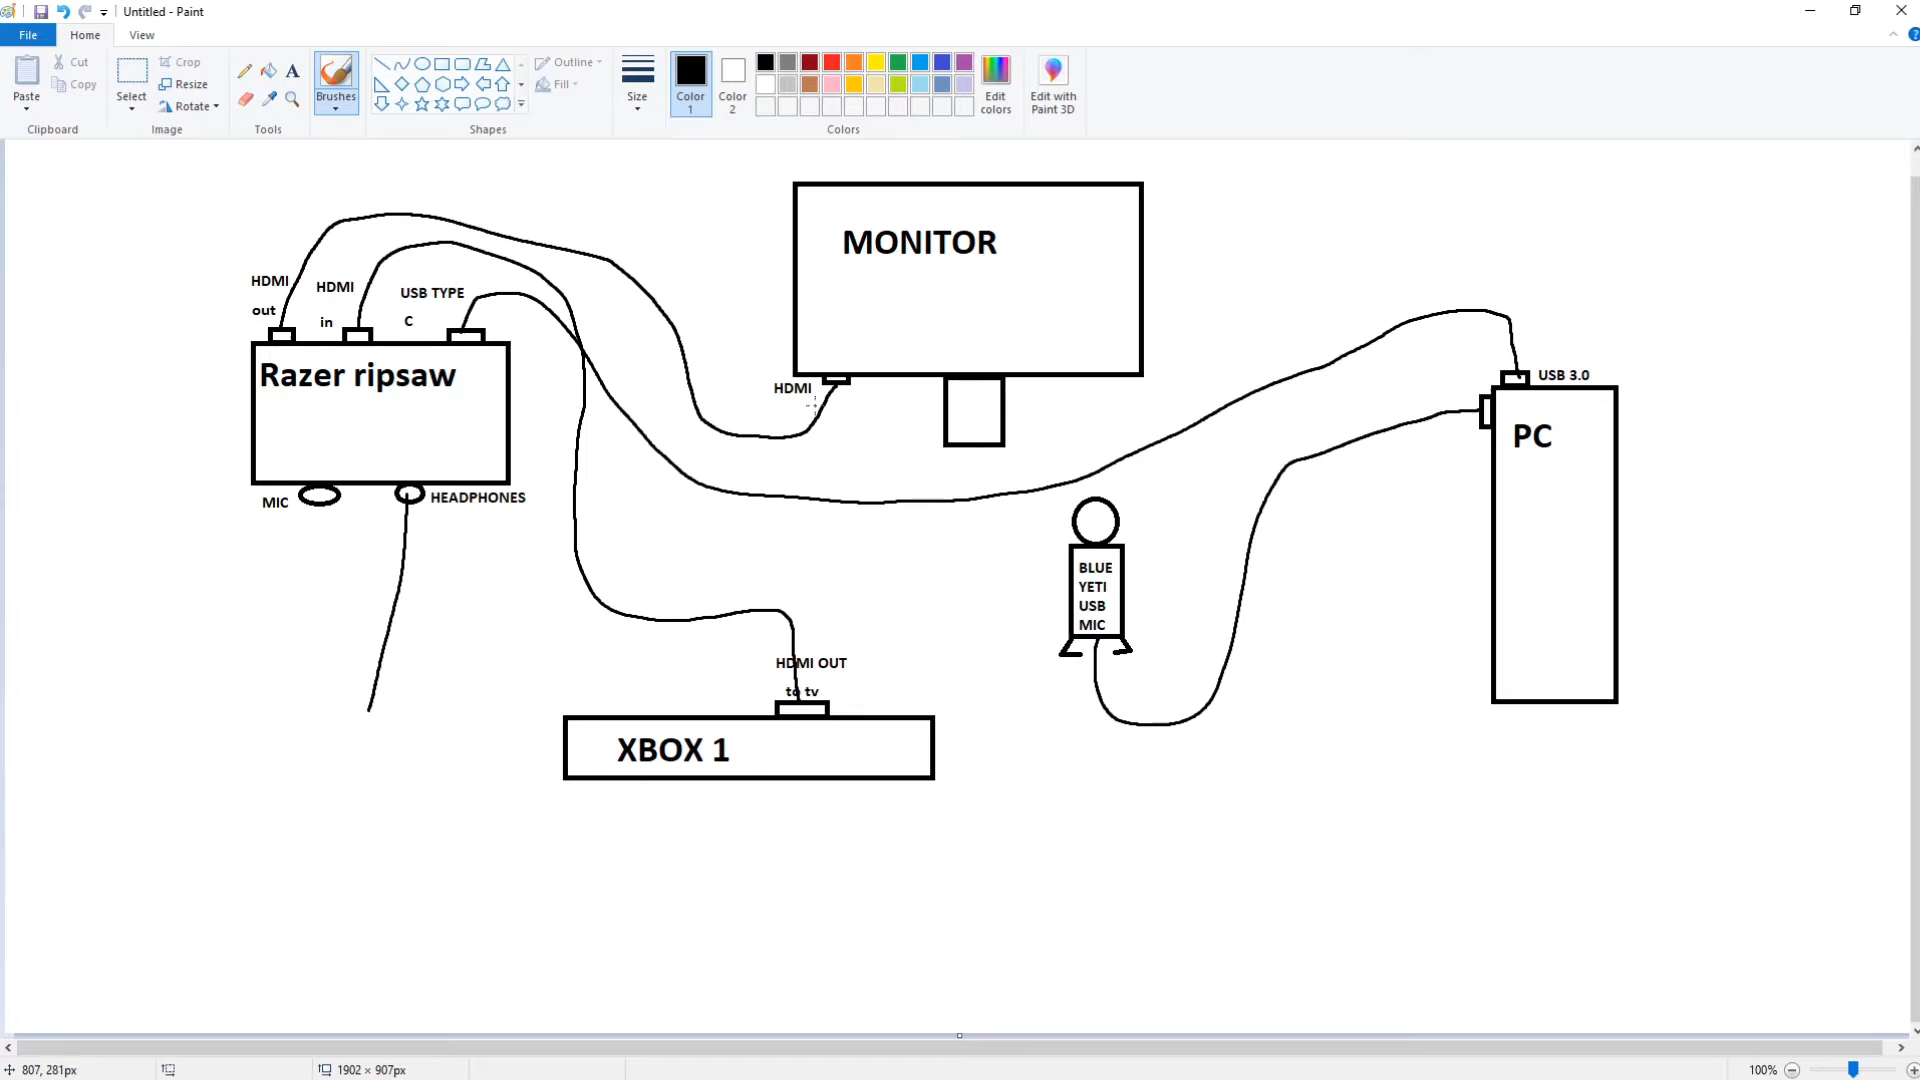 Untitled - Paint
File
Home
View
Paste
Cut
Copy
Clipboard
Select
Crop
Resize
Rotate
Image
Tools
Brushes
Shapes
Outline
Fill
Size
Color 1
Color 2
Edit colors
Edit with Paint 3D
Colors
MONITOR
HDMI
out
HDMI
in
USB TYPE
C
Razer ripsaw
HDMI
USB 3.0
PC
MIC
HEADPHONES
BLUE
YETI
USB
MIC
HDMI OUT
to tv
XBOX 1
807, 281px
1902 × 907px
100%